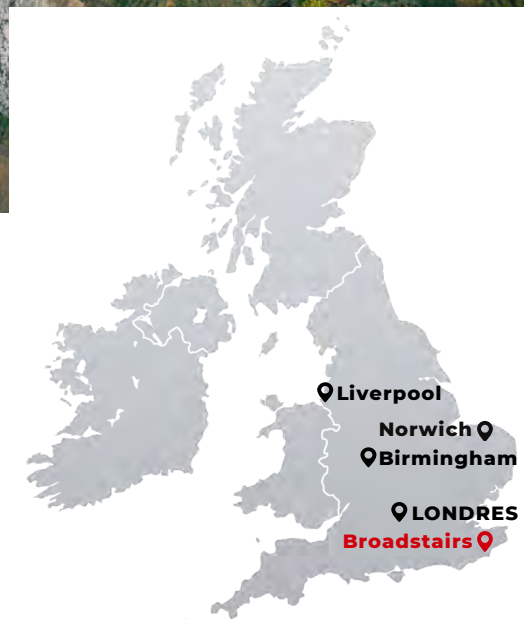 Liverpool
Norwich
Birmingham
LONDRES
Broadstairs